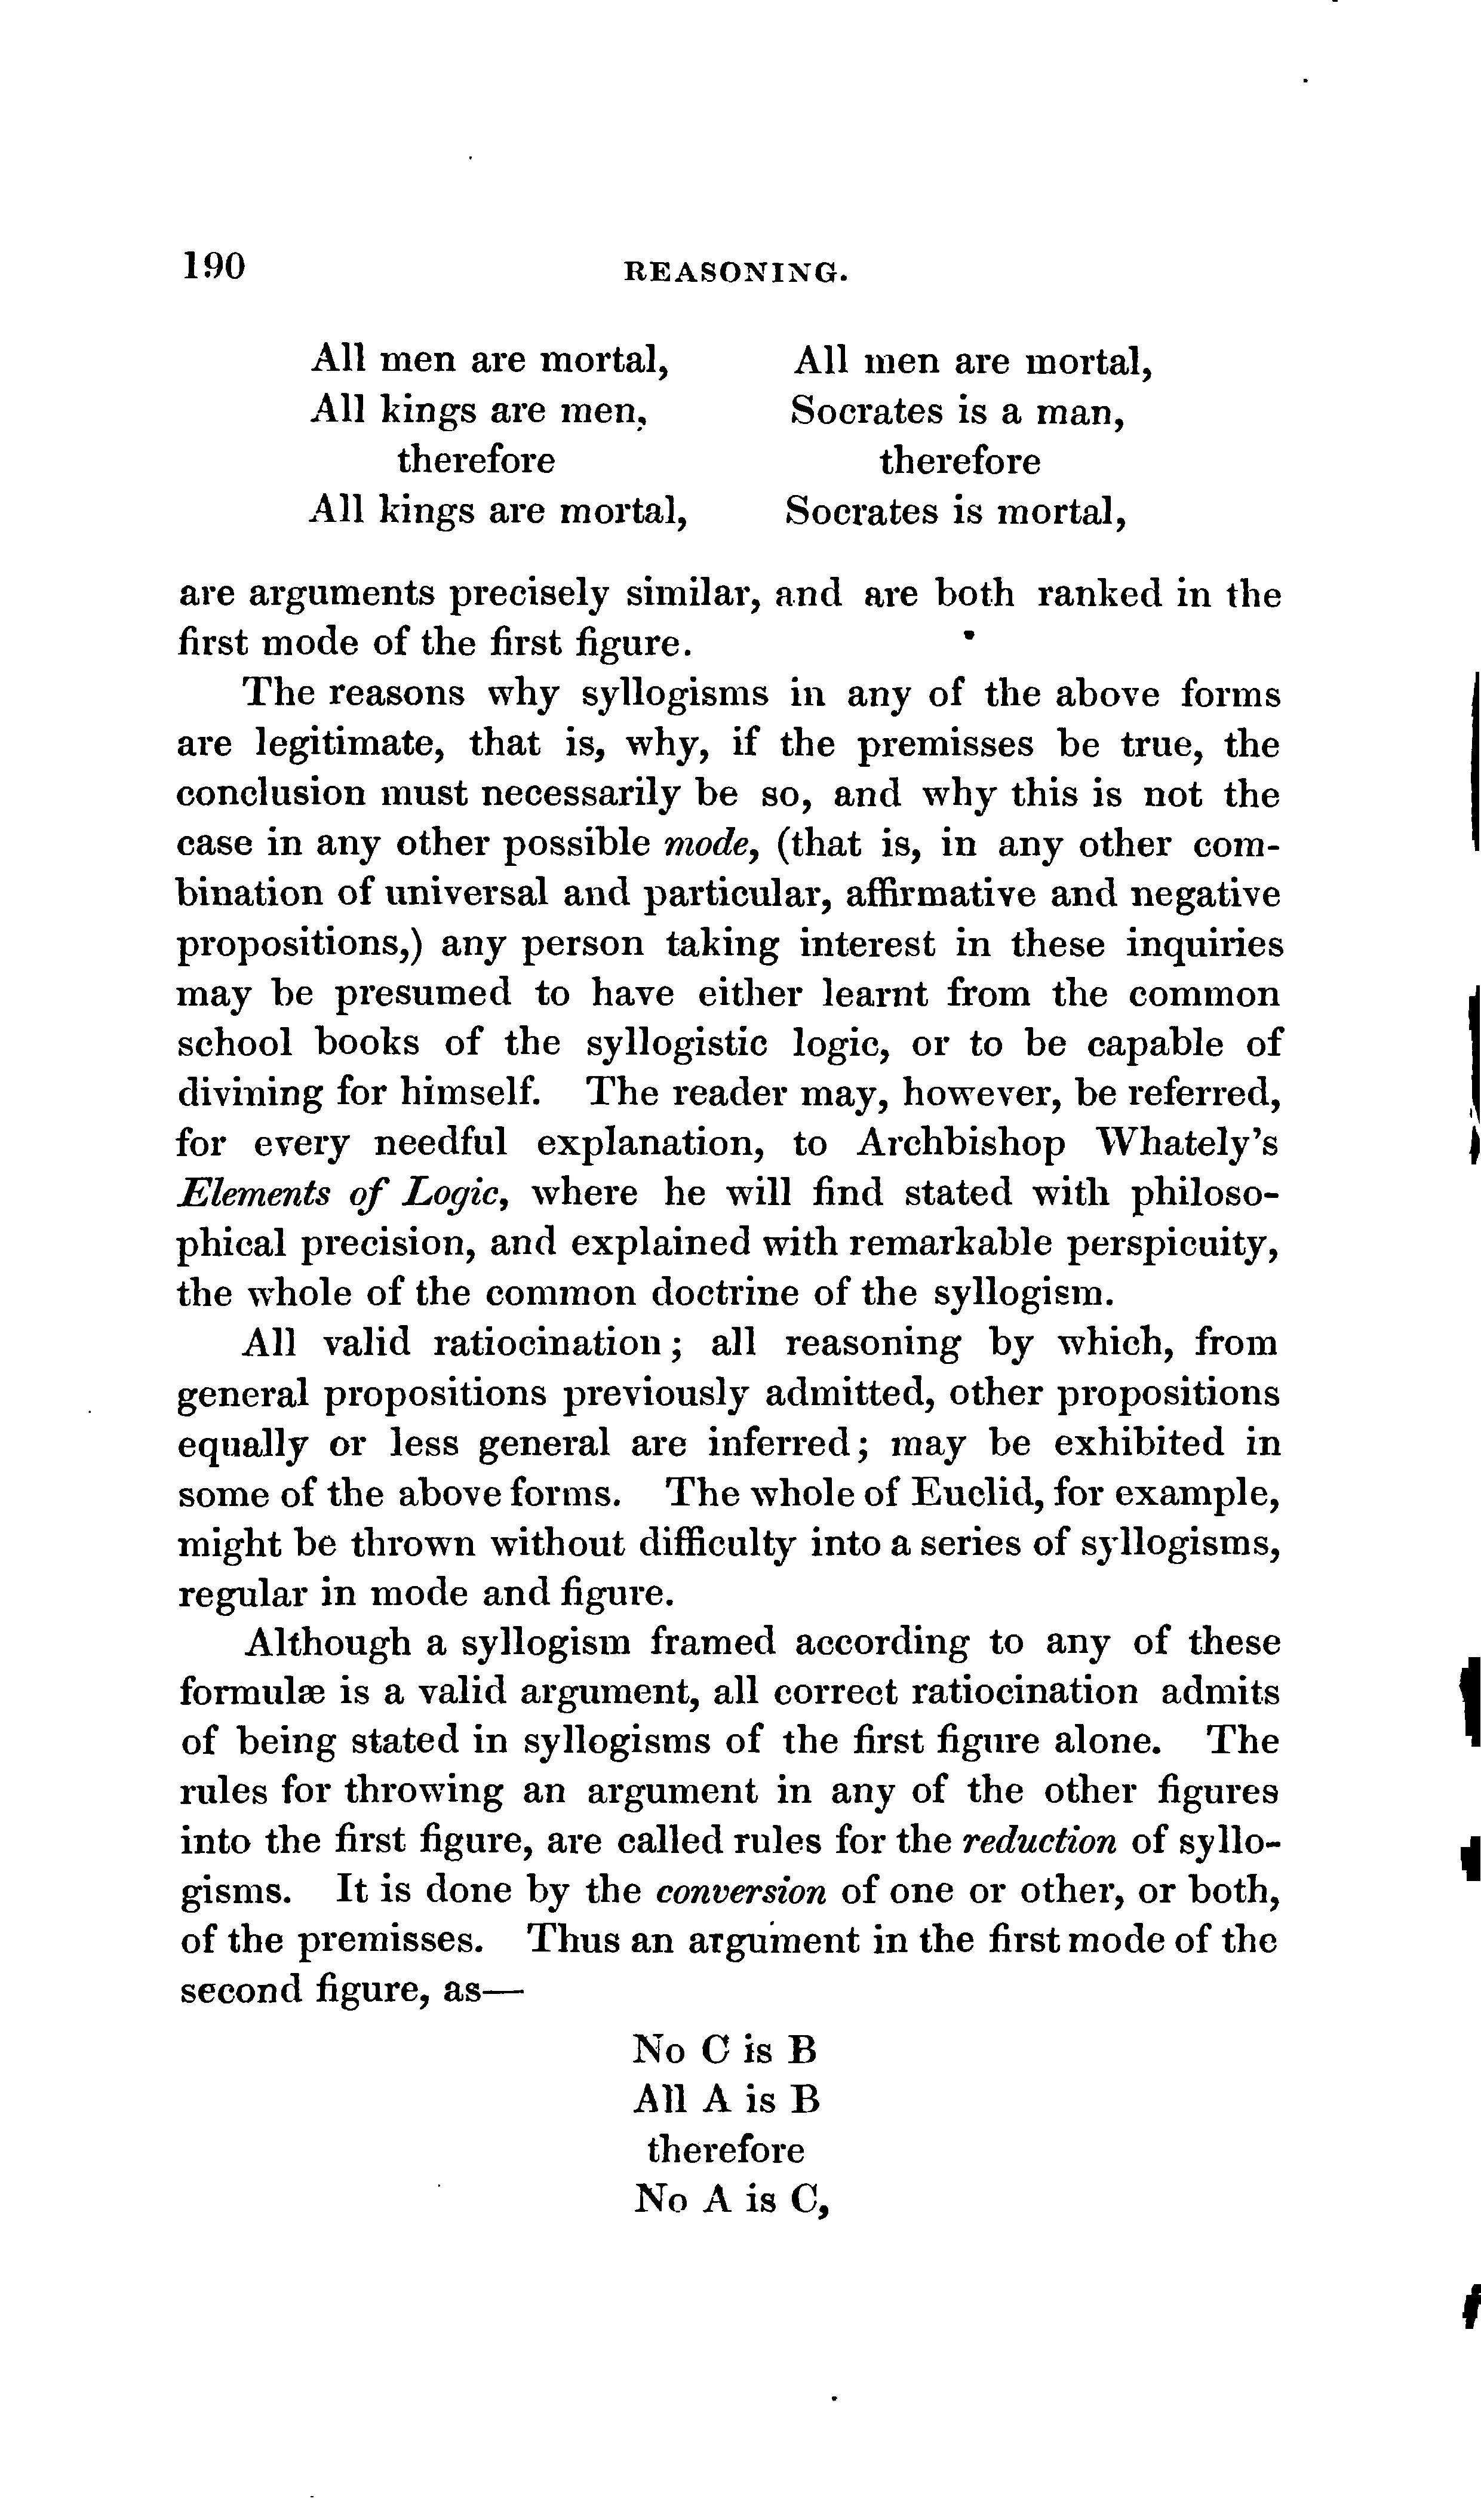 190
REASONING.
All men are mortal,
All kings are men,
therefore
All kings are mortal,
All men are mortal,
Socrates is a man,
therefore
Socrates is mortal,
are arguments precisely similar, and are both ranked in the
first mode of the first figure.
The reasons why syllogisms in any of the above forms
are legitimate, that is, why, if the premisses be true, the
conclusion must necessarily be so, and why this is not the
case in any other possible mode, (that is, in any other com-
bination of universal and particular, affirmative and negative
propositions,) any person taking interest in these inquiries
may be presumed to have either learnt from the common
school books of the syllogistic logic, or to be capable of
divining for himself. The reader may, however, be referred,
for every needful explanation, to Archbishop Whately's
Elements of Logic, where he will find stated with philoso-
phical precision, and explained with remarkable perspicuity,
the whole of the common doctrine of the syllogism.
All valid ratiocination; all reasoning by which, from
general propositions previously admitted, other propositions
equally or less general are inferred; may be exhibited in
some of the above forms. The whole of Euclid, for example,
might be thrown without difficulty into a series of syllogisms,
regular in mode and figure.
Although a syllogism framed according to any of these
formulæ is a valid argument, all correct ratiocination admits
of being stated in syllogisms of the first figure alone. The
rules for throwing an argument in any of the other figures
into the first figure, are called rules for the reduction of syllo-
gisms. It is done by the conversion of one or other, or both,
of the premisses. Thus an argument in the first mode of the
second figure, as—
No C is B
All A is B
therefore
No A is C,